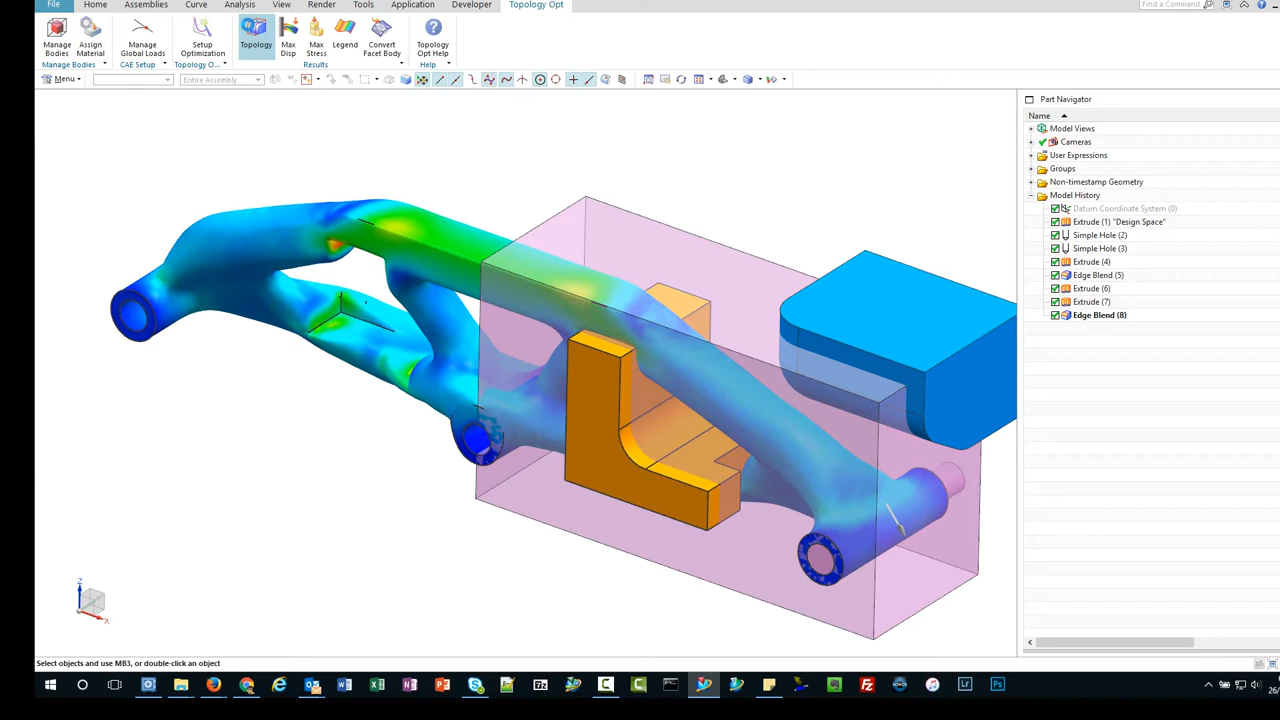 File Home Assemblies Curve Analysis View Render Tools Application Developer Topology Opt Find a Command
Manage Bodies Assign Material Manage Global Loads Setup Optimization Topology Max Disp Max Stress Legend Convert Facet Body Topology Opt Help
Manage Bodies CAE Setup Topology O... Results Help
Menu Entire Assembly
Part Navigator
Name
Model Views
Cameras
User Expressions
Groups
Non-timestamp Geometry
Model History
Datum Coordinate System (0)
Extrude (1) "Design Space"
Simple Hole (2)
Simple Hole (3)
Extrude (4)
Edge Blend (5)
Extrude (6)
Extrude (7)
Edge Blend (8)
Z
X
Select objects and use MB3, or double-click an object
26/